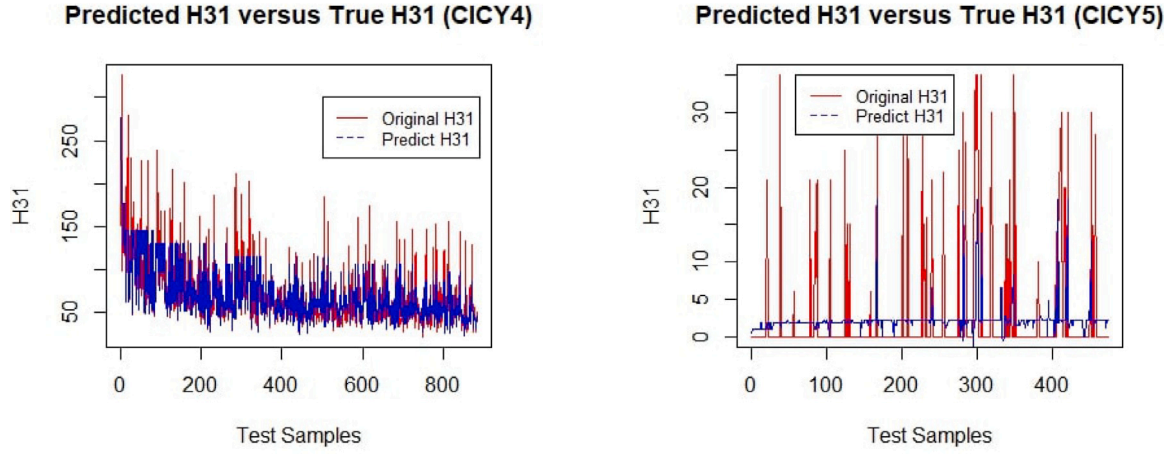 Predicted H31 versus True H31 (CICY4)
H31
50
150
250
Original H31
Predict H31
0
200
400
600
800
Test Samples
Predicted H31 versus True H31 (CICY5)
H31
0
5
10
20
30
Original H31
Predict H31
0
100
200
300
400
Test Samples